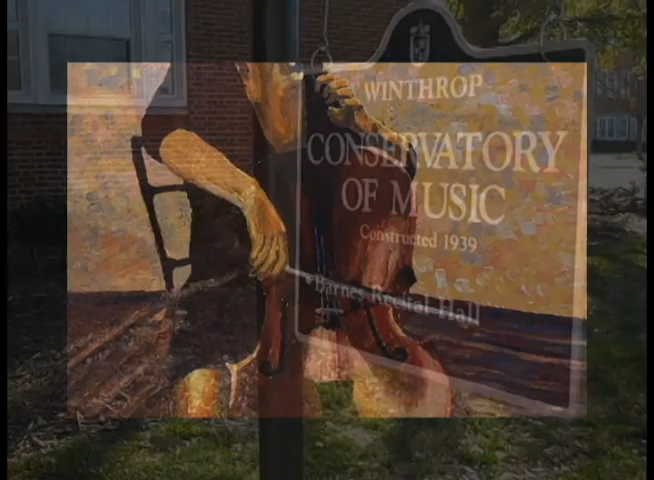 WINTHROP
CONSERVATORY
OF MUSIC
Constructed 1939
Barnes Recital Hall